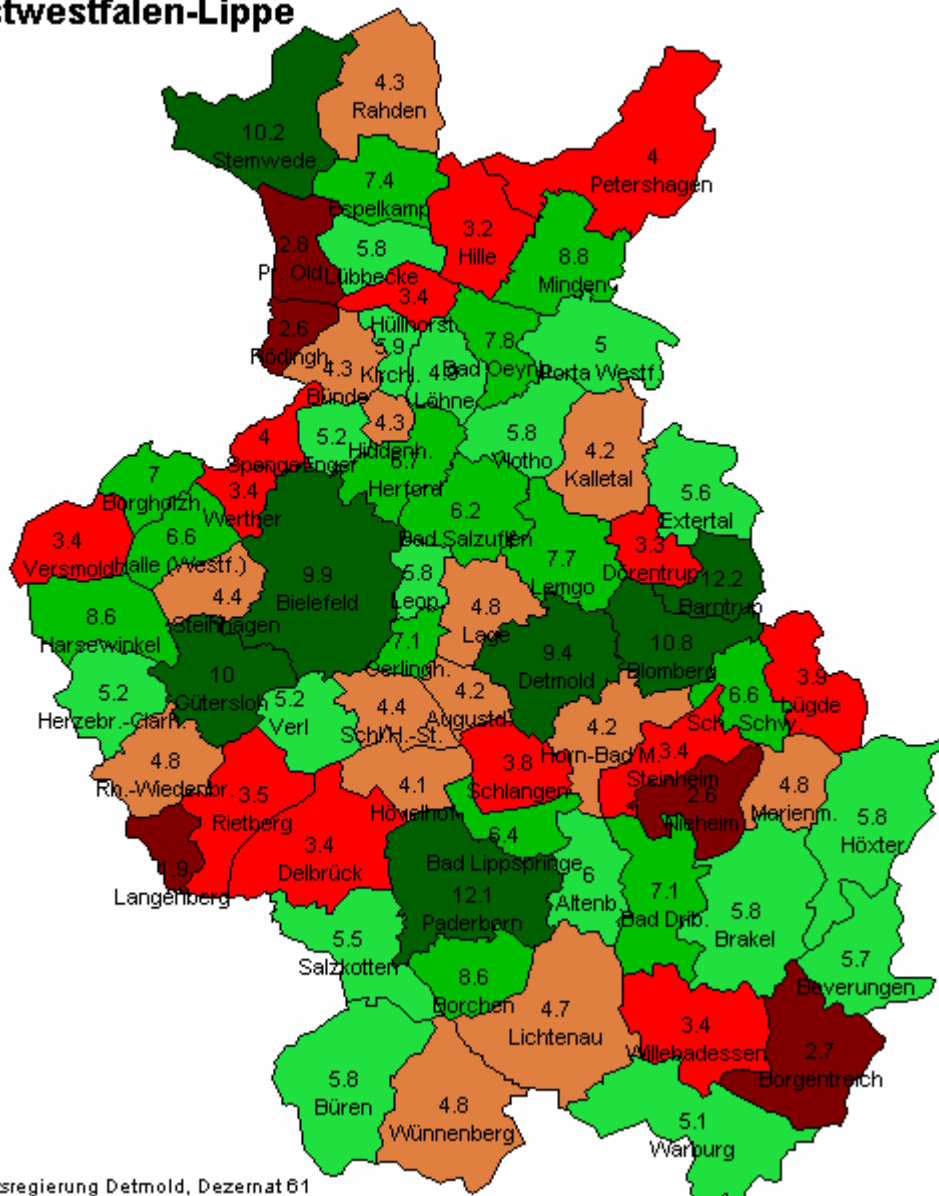 stwestfalen-Lippe
4.3
Rahden
10.2
Stemwede
4
Petershagen
7.4
Espelkamp
3.2
Hille
2.8
Pr. Old
5.8
Lübbecke
8.8
Minden
3.4
Hüllhorst
2.6
Rödingh.
4.3
Bünde
5.9
Kirchl.
Löhne
7.8
Bad Oeynh.
5
Porta Westf.
4
Spenge
5.2
Enger
4.3
Hiddenh.
6.7
Herford
5.8
Vlotho
4.2
Kalletal
5.6
Extertal
7
Borgholzh.
3.4
Werther
3.4
Versmold
6.6
Halle (Westf.)
9.9
Bielefeld
6.2
Bad Salzuflen
7.7
Lemgo
3.3
Dörentrup
12.2
Barntrup
4.4
Steinhagen
5.8
Leop.
4.8
Lage
8.6
Harsewinkel
7.1
Oerlingh.
9.4
Detmold
10.8
Blomberg
5.2
Herzebr.-Clarh.
10
Gütersloh
5.2
Verl
4.4
Schl.H.-St.
4.2
Augustd.
4.2
Horn-Bad M.
6.6
Sch.-Schw.
3.9
Lügde
4.8
Rh.-Wiedenbr.
3.5
Rietberg
4.1
Hövelhof
3.8
Schlangen
3.4
Steinheim
2.6
Nieheim
4.8
Marienm.
5.8
Höxter
1.9
Langenberg
3.4
Delbrück
6.4
Bad Lippspringe
12.1
Paderborn
6
Altenb.
7.1
Bad Drib.
5.8
Brakel
5.5
Salzkotten
8.6
Borchen
5.7
Beverungen
4.7
Lichtenau
3.4
Willebadessen
2.7
Borgentreich
5.8
Büren
4.8
Wünnenberg
5.1
Warburg
sregierung Detmold, Dezernat 61